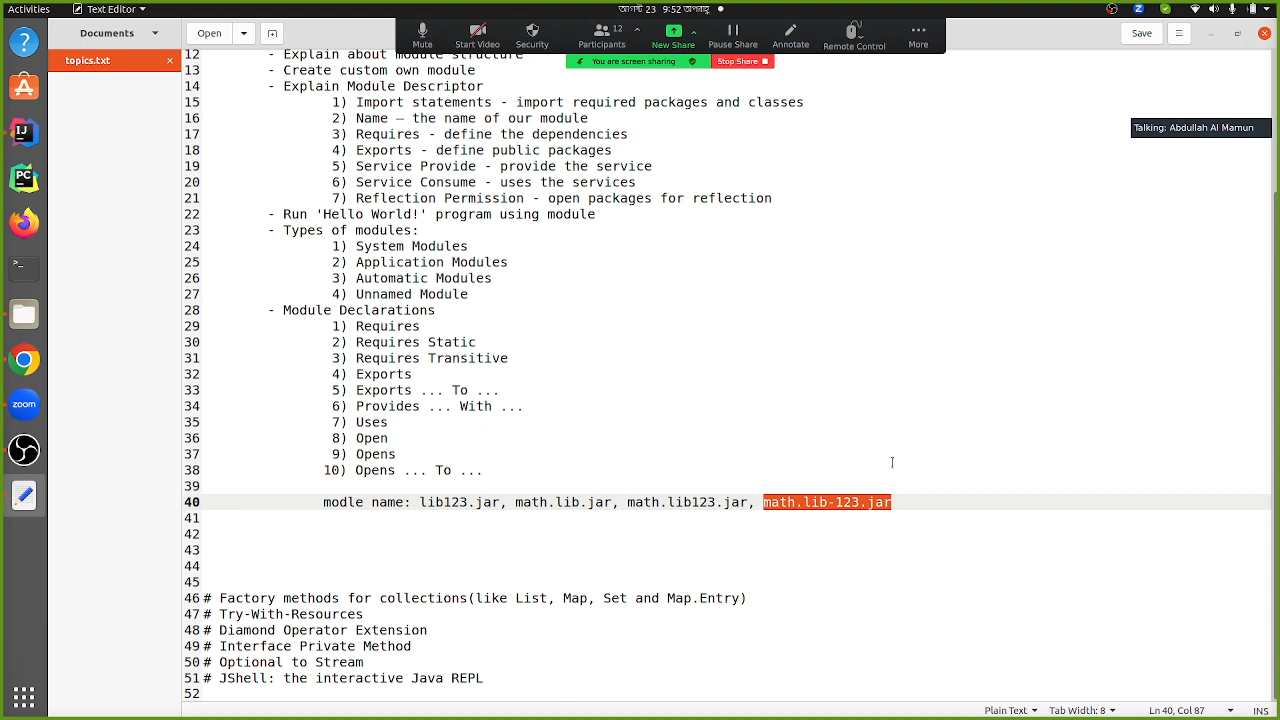 Activities
Text Editor
আগস্ট 23 9:52 অপরাহ্ণ
Documents
Open
Save
Mute
Start Video
Security
Participants
12
New Share
Pause Share
Annotate
Remote Control
More
You are screen sharing
Stop Share
topics.txt
Talking: Abdullah Al Mamun
12 - Explain about module structure
13 - Create custom own module
14 - Explain Module Descriptor
15 1) Import statements - import required packages and classes
16 2) Name – the name of our module
17 3) Requires - define the dependencies
18 4) Exports - define public packages
19 5) Service Provide - provide the service
20 6) Service Consume - uses the services
21 7) Reflection Permission - open packages for reflection
22 - Run 'Hello World!' program using module
23 - Types of modules:
24 1) System Modules
25 2) Application Modules
26 3) Automatic Modules
27 4) Unnamed Module
28 - Module Declarations
29 1) Requires
30 2) Requires Static
31 3) Requires Transitive
32 4) Exports
33 5) Exports ... To ...
34 6) Provides ... With ...
35 7) Uses
36 8) Open
37 9) Opens
38 10) Opens ... To ...
39
40 modle name: lib123.jar, math.lib.jar, math.lib123.jar, math.lib-123.jar
41
42
43
44
45
46 # Factory methods for collections(like List, Map, Set and Map.Entry)
47 # Try-With-Resources
48 # Diamond Operator Extension
49 # Interface Private Method
50 # Optional to Stream
51 # JShell: the interactive Java REPL
52
Plain Text
Tab Width: 8
Ln 40, Col 87
INS
zoom
IJ
PC